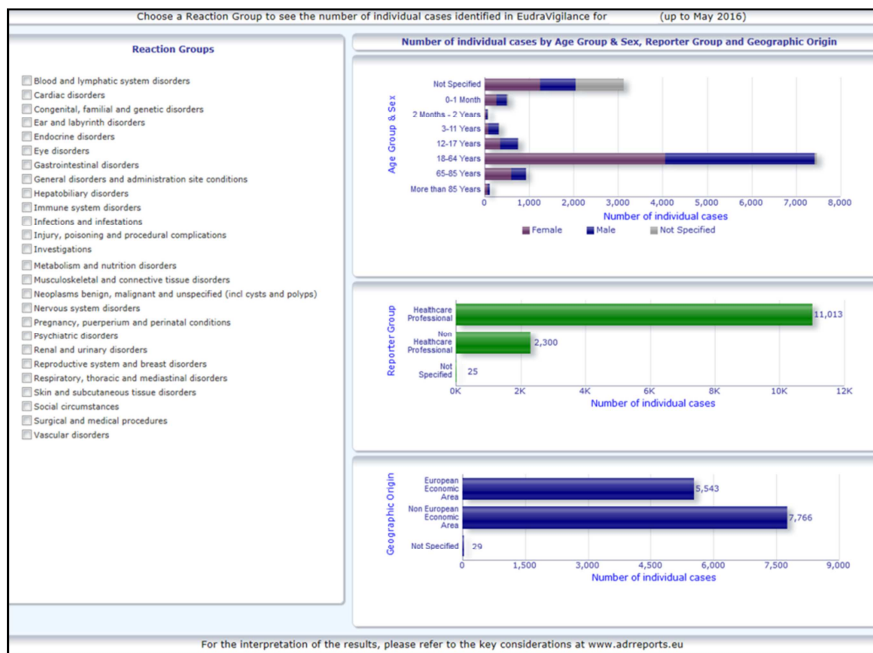 Choose a Reaction Group to see the number of individual cases identified in EudraVigilance for (up to May 2016)
Reaction Groups
Blood and lymphatic system disorders
Cardiac disorders
Congenital, familial and genetic disorders
Ear and labyrinth disorders
Endocrine disorders
Eye disorders
Gastrointestinal disorders
General disorders and administration site conditions
Hepatobiliary disorders
Immune system disorders
Infections and infestations
Injury, poisoning and procedural complications
Investigations
Metabolism and nutrition disorders
Musculoskeletal and connective tissue disorders
Neoplasms benign, malignant and unspecified (incl cysts and polyps)
Nervous system disorders
Pregnancy, puerperium and perinatal conditions
Psychiatric disorders
Renal and urinary disorders
Reproductive system and breast disorders
Respiratory, thoracic and mediastinal disorders
Skin and subcutaneous tissue disorders
Social circumstances
Surgical and medical procedures
Vascular disorders
Number of individual cases by Age Group & Sex, Reporter Group and Geographic Origin
Age Group & Sex
Not Specified
0-1 Month
2 Months - 2 Years
3-11 Years
12-17 Years
18-64 Years
65-85 Years
More than 85 Years
0 1,000 2,000 3,000 4,000 5,000 6,000 7,000 8,000
Number of individual cases
Female Male Not Specified
Reporter Group
Healthcare
Professional
11,013
Non
Healthcare
Professional
2,300
Not
Specified
25
0K 2K 4K 6K 8K 10K 12K
Number of individual cases
Geographic Origin
European
Economic
Area
5,543
Non European
Economic
Area
7,766
Not Specified
29
0 1,500 3,000 4,500 6,000 7,500 9,000
Number of individual cases
For the interpretation of the results, please refer to the key considerations at www.adrreports.eu